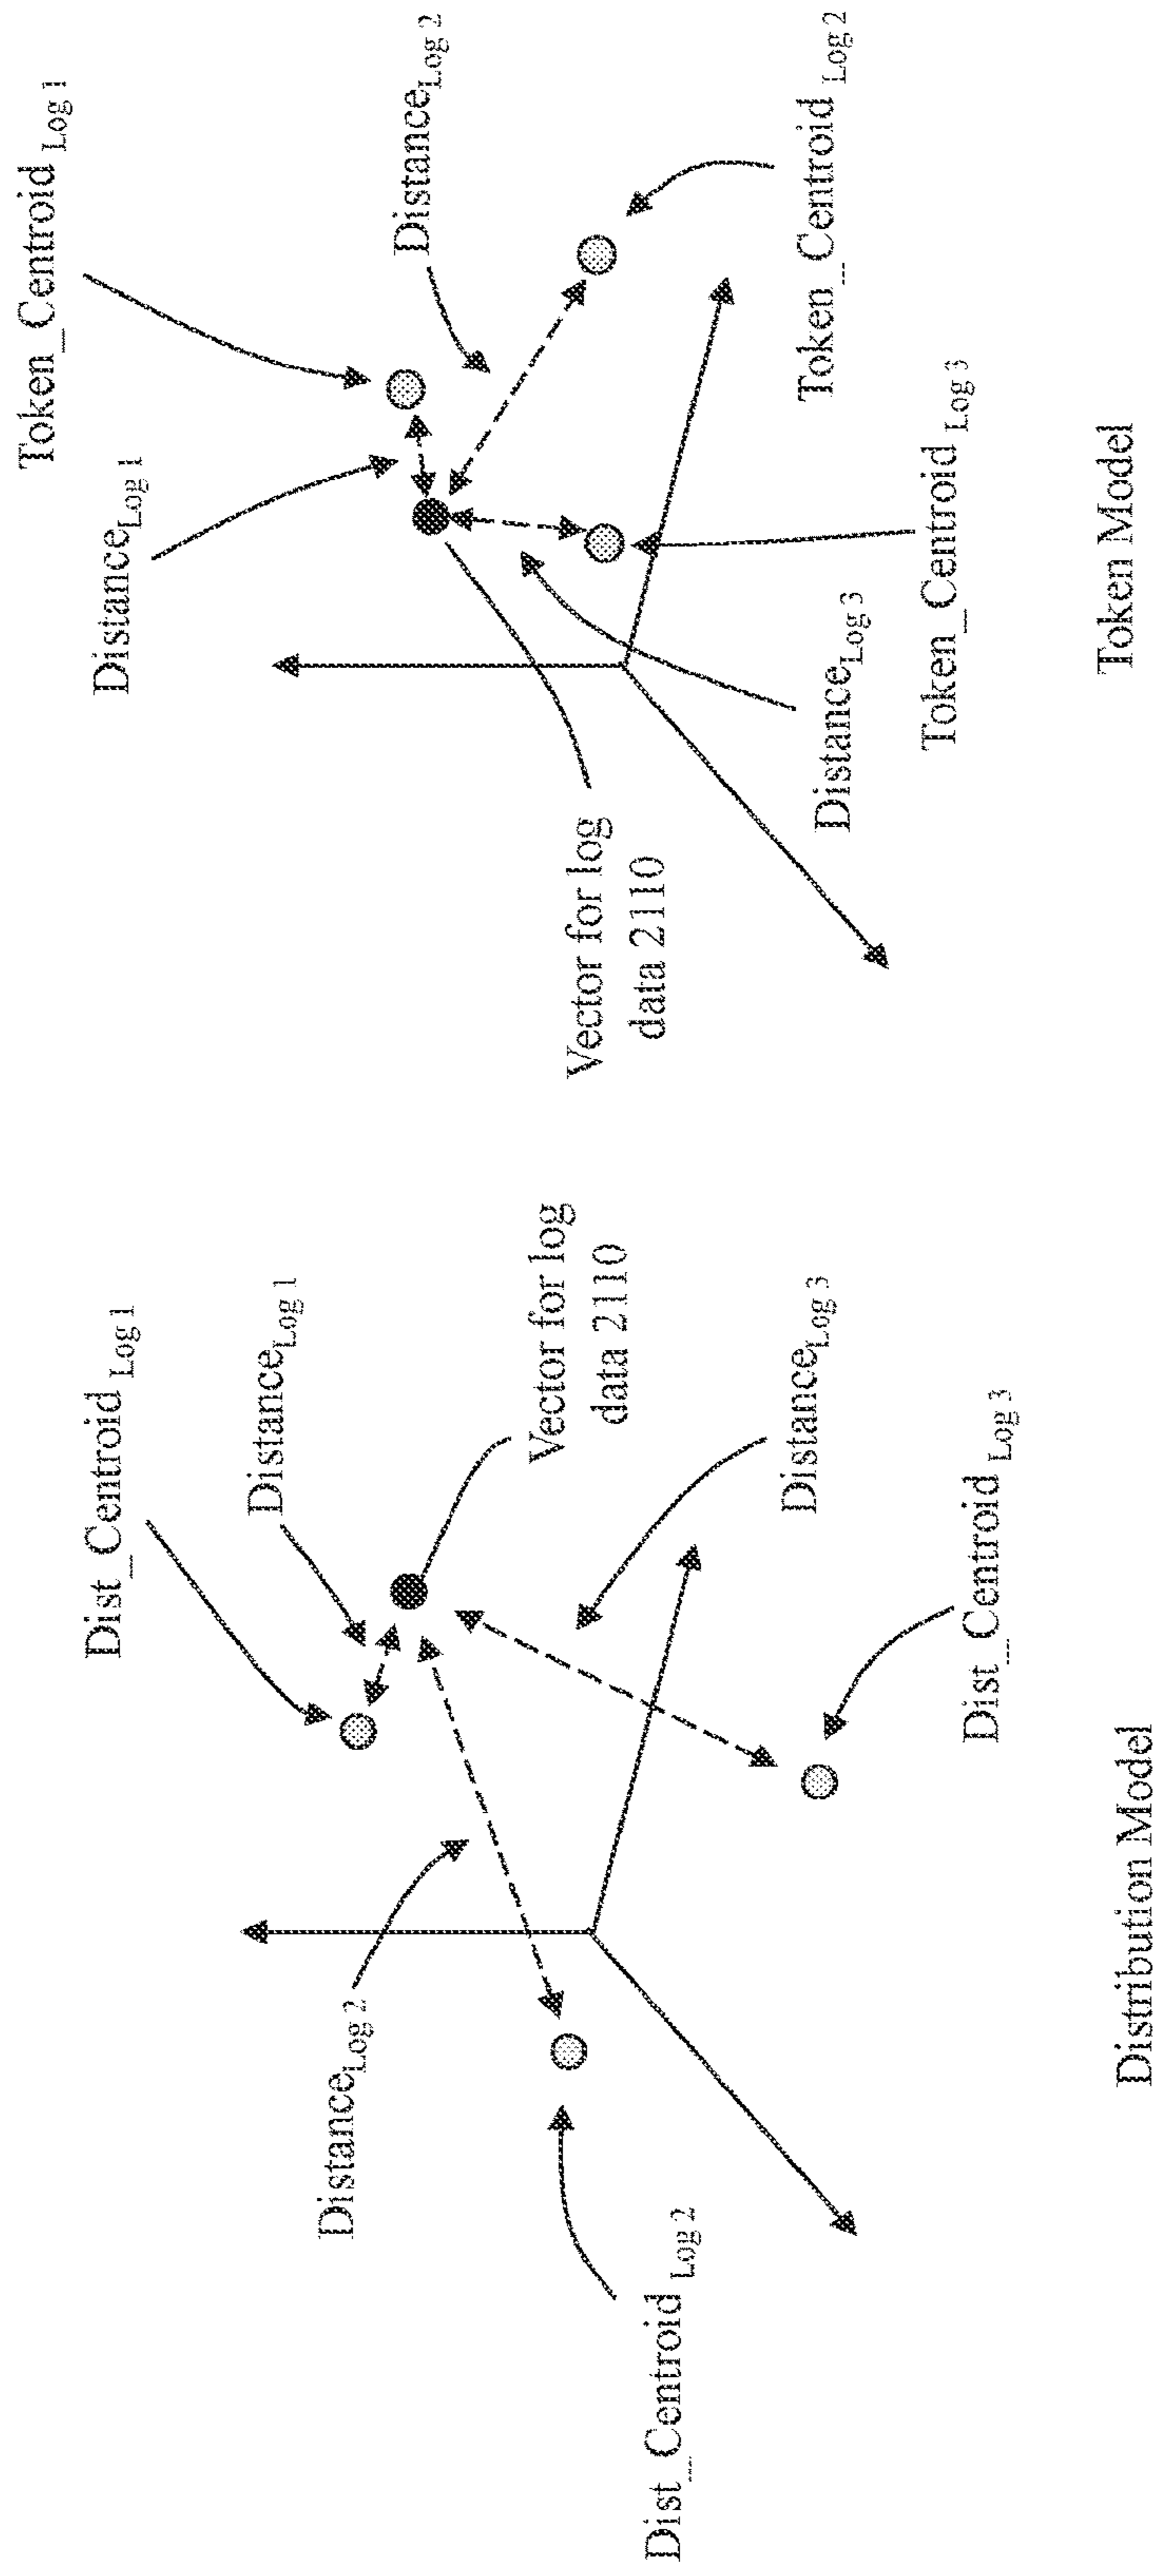 Dist_Centroid Log 1
Distance Log 1
Vector for log
data 2110
Distance Log 2
Dist_Centroid Log 2
Distance Log 3
Dist_Centroid Log 3
Distribution Model
Token_Centroid Log 1
Distance Log 1
Distance Log 2
Vector for log
data 2110
Token_Centroid Log 2
Distance Log 3
Token_Centroid Log 3
Token Model